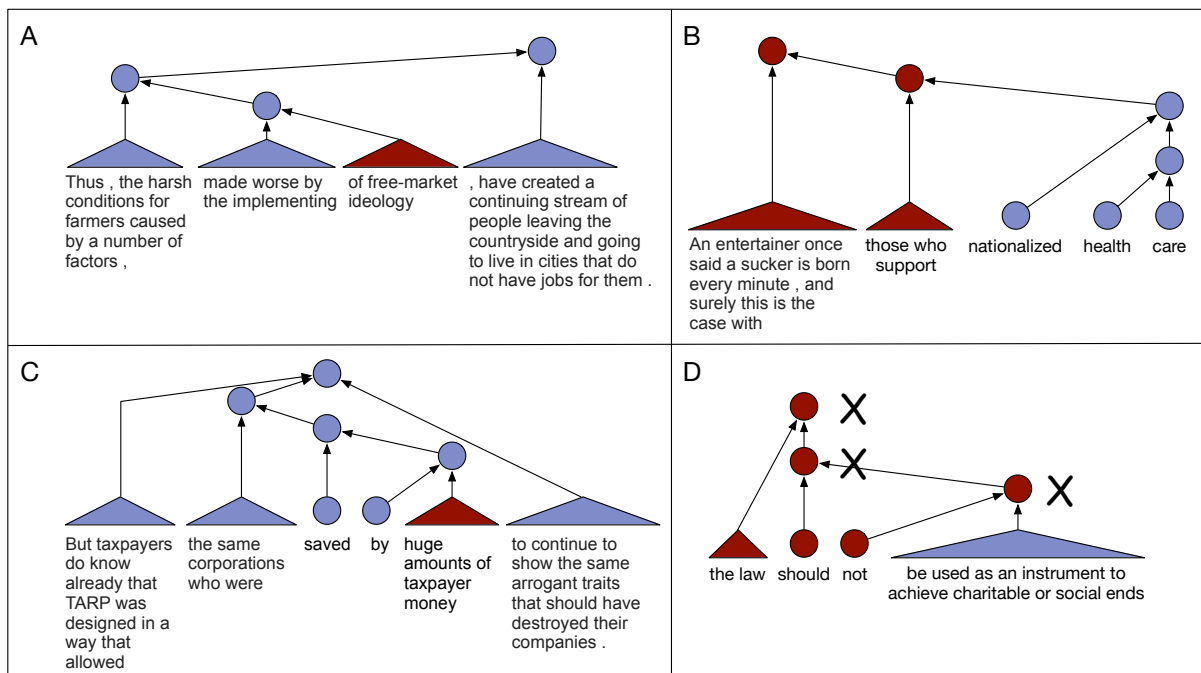 A
Thus , the harsh
conditions for
farmers caused
by a number of
factors ,
made worse by
the implementing
of free-market
ideology
, have created a
continuing stream of
people leaving the
countryside and going
to live in cities that do
not have jobs for them .
B
An entertainer once
said a sucker is born
every minute , and
surely this is the
case with
those who
support
nationalized
health
care
C
But taxpayers
do know
already that
TARP was
designed in a
way that
allowed
the same
corporations
who were
saved
by
huge
amounts of
taxpayer
money
to continue to
show the same
arrogant traits
that should have
destroyed their
companies .
D
X
X
X
the law
should
not
be used as an instrument to
achieve charitable or social ends